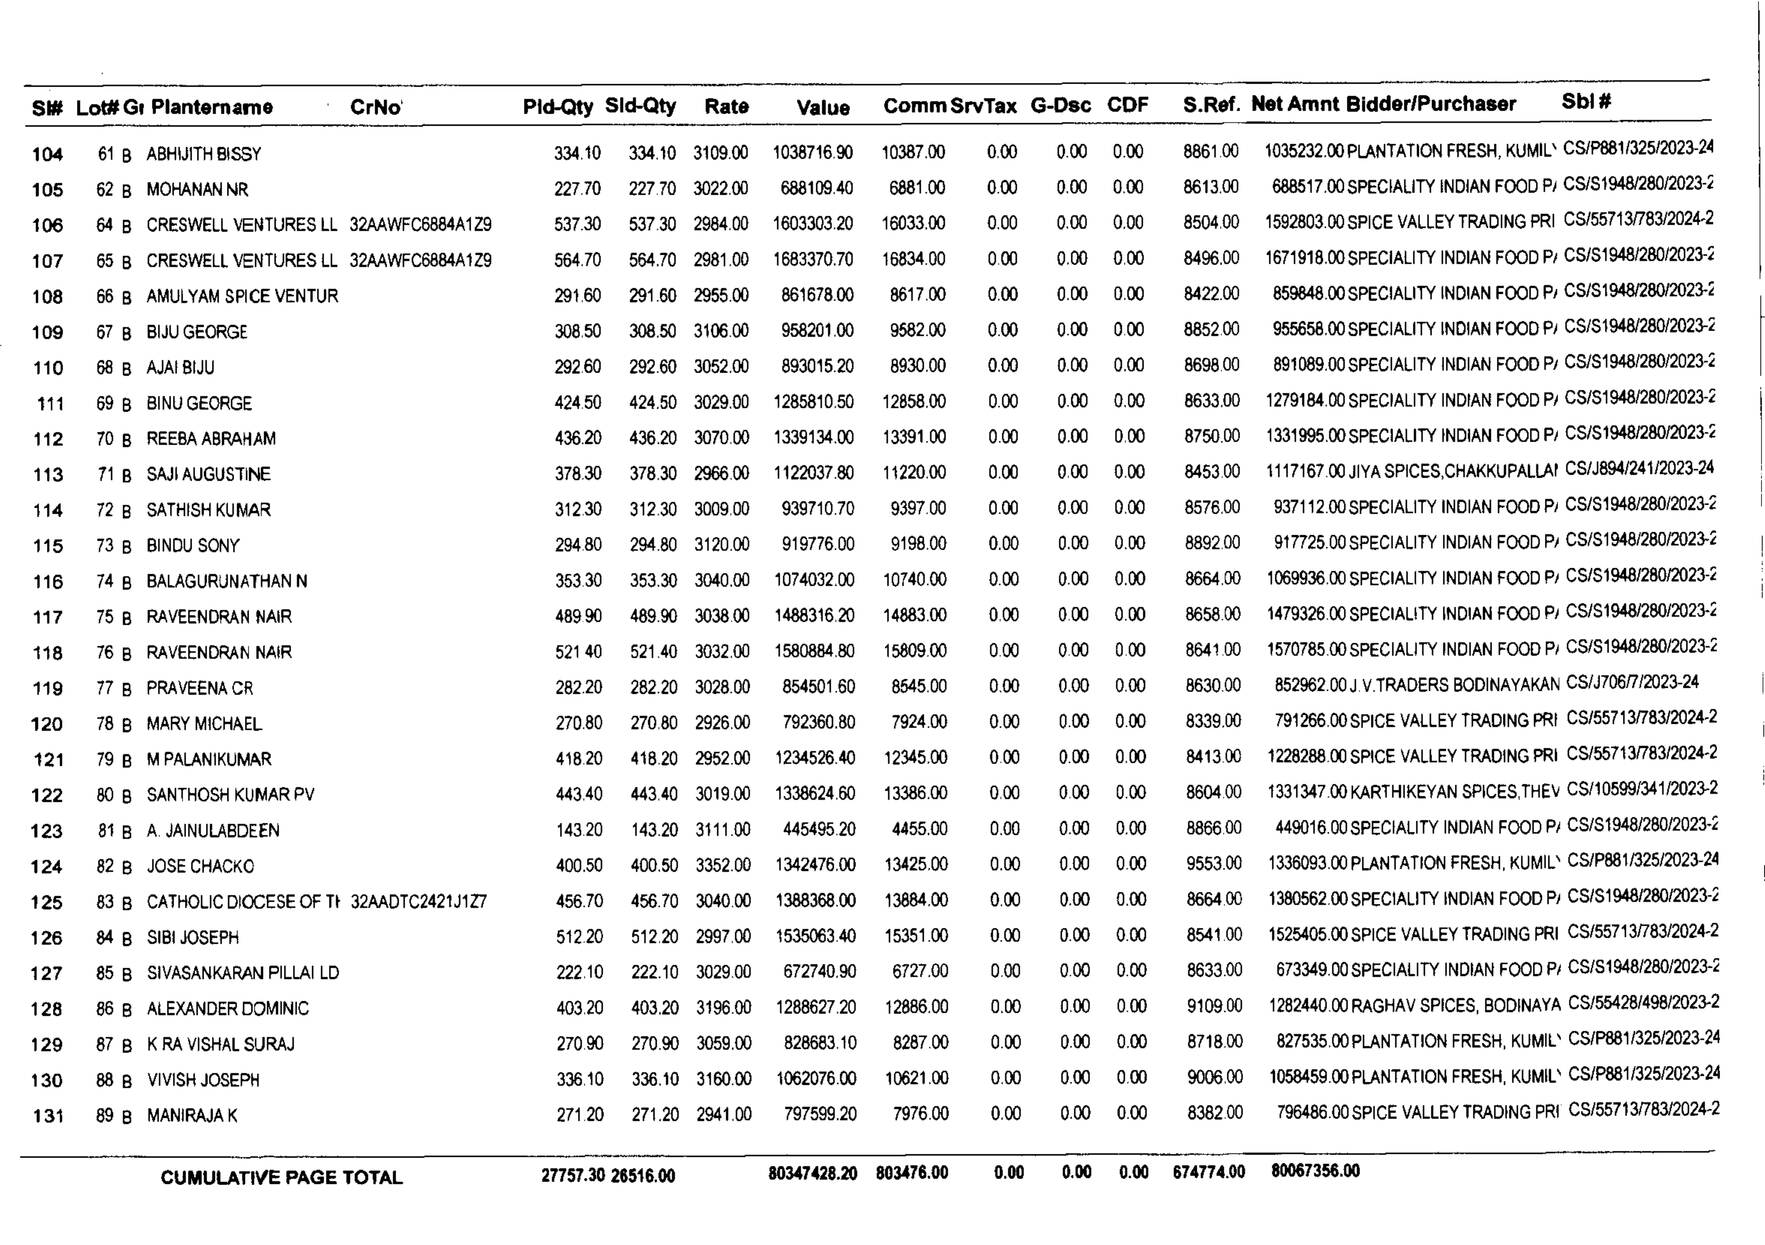 Sl# Lot# Gr Plantername CrNo Pld-Qty Sld-Qty Rate Value Comm SrvTax G-Dsc CDF S.Ref. Net Amnt Bidder/Purchaser Sbl #
104 61 B ABHIJITH BISSY 334.10 334.10 3109.00 1038716.90 10387.00 0.00 0.00 0.00 8861.00 1035232.00 PLANTATION FRESH, KUMIL CS/P881/325/2023-24
105 62 B MOHANAN NR 227.70 227.70 3022.00 688109.40 6881.00 0.00 0.00 0.00 8613.00 688517.00 SPECIALITY INDIAN FOOD P CS/S1948/280/2023-2
106 64 B CRESWELL VENTURES LL 32AAWFC6884A1Z9 537.30 537.30 2984.00 1603303.20 16033.00 0.00 0.00 0.00 8504.00 1592803.00 SPICE VALLEY TRADING PRI CS/55713/783/2024-2
107 65 B CRESWELL VENTURES LL 32AAWFC6884A1Z9 564.70 564.70 2981.00 1683370.70 16834.00 0.00 0.00 0.00 8496.00 1671918.00 SPECIALITY INDIAN FOOD P CS/S1948/280/2023-2
108 66 B AMULYAM SPICE VENTUR 291.60 291.60 2955.00 861678.00 8617.00 0.00 0.00 0.00 8422.00 859848.00 SPECIALITY INDIAN FOOD P CS/S1948/280/2023-2
109 67 B BIJU GEORGE 308.50 308.50 3106.00 958201.00 9582.00 0.00 0.00 0.00 8852.00 955658.00 SPECIALITY INDIAN FOOD P CS/S1948/280/2023-2
110 68 B AJAI BIJU 292.60 292.60 3052.00 893015.20 8930.00 0.00 0.00 0.00 8698.00 891089.00 SPECIALITY INDIAN FOOD P CS/S1948/280/2023-2
111 69 B BINU GEORGE 424.50 424.50 3029.00 1285810.50 12858.00 0.00 0.00 0.00 8633.00 1279184.00 SPECIALITY INDIAN FOOD P CS/S1948/280/2023-2
112 70 B REEBA ABRAHAM 436.20 436.20 3070.00 1339134.00 13391.00 0.00 0.00 0.00 8750.00 1331995.00 SPECIALITY INDIAN FOOD P CS/S1948/280/2023-2
113 71 B SAJI AUGUSTINE 378.30 378.30 2966.00 1122037.80 11220.00 0.00 0.00 0.00 8453.00 1117167.00 JIYA SPICES,CHAKKUPALLA CS/J894/241/2023-24
114 72 B SATHISH KUMAR 312.30 312.30 3009.00 939710.70 9397.00 0.00 0.00 0.00 8576.00 937112.00 SPECIALITY INDIAN FOOD P CS/S1948/280/2023-2
115 73 B BINDU SONY 294.80 294.80 3120.00 919776.00 9198.00 0.00 0.00 0.00 8892.00 917725.00 SPECIALITY INDIAN FOOD P CS/S1948/280/2023-2
116 74 B BALAGURUNATHAN N 353.30 353.30 3040.00 1074032.00 10740.00 0.00 0.00 0.00 8664.00 1069936.00 SPECIALITY INDIAN FOOD P CS/S1948/280/2023-2
117 75 B RAVEENDRAN NAIR 489.90 489.90 3038.00 1488316.20 14883.00 0.00 0.00 0.00 8658.00 1479326.00 SPECIALITY INDIAN FOOD P CS/S1948/280/2023-2
118 76 B RAVEENDRAN NAIR 521.40 521.40 3032.00 1580884.80 15809.00 0.00 0.00 0.00 8641.00 1570785.00 SPECIALITY INDIAN FOOD P CS/S1948/280/2023-2
119 77 B PRAVEENA CR 282.20 282.20 3028.00 854501.60 8545.00 0.00 0.00 0.00 8630.00 852962.00 J.V.TRADERS BODINAYAKAN CS/J706/7/2023-24
120 78 B MARY MICHAEL 270.80 270.80 2926.00 792360.80 7924.00 0.00 0.00 0.00 8339.00 791266.00 SPICE VALLEY TRADING PRI CS/55713/783/2024-2
121 79 B M PALANIKUMAR 418.20 418.20 2952.00 1234526.40 12345.00 0.00 0.00 0.00 8413.00 1228288.00 SPICE VALLEY TRADING PRI CS/55713/783/2024-2
122 80 B SANTHOSH KUMAR PV 443.40 443.40 3019.00 1338624.60 13386.00 0.00 0.00 0.00 8604.00 1331347.00 KARTHIKEYAN SPICES,THEV CS/10599/341/2023-2
123 81 B A. JAINULABDEEN 143.20 143.20 3111.00 445495.20 4455.00 0.00 0.00 0.00 8866.00 449016.00 SPECIALITY INDIAN FOOD P CS/S1948/280/2023-2
124 82 B JOSE CHACKO 400.50 400.50 3352.00 1342476.00 13425.00 0.00 0.00 0.00 9553.00 1336093.00 PLANTATION FRESH, KUMIL CS/P881/325/2023-24
125 83 B CATHOLIC DIOCESE OF TH 32AADTC2421J1Z7 456.70 456.70 3040.00 1388368.00 13884.00 0.00 0.00 0.00 8664.00 1380562.00 SPECIALITY INDIAN FOOD P CS/S1948/280/2023-2
126 84 B SIBI JOSEPH 512.20 512.20 2997.00 1535063.40 15351.00 0.00 0.00 0.00 8541.00 1525405.00 SPICE VALLEY TRADING PRI CS/55713/783/2024-2
127 85 B SIVASANKARAN PILLAI LD 222.10 222.10 3029.00 672740.90 6727.00 0.00 0.00 0.00 8633.00 673349.00 SPECIALITY INDIAN FOOD P CS/S1948/280/2023-2
128 86 B ALEXANDER DOMINIC 403.20 403.20 3196.00 1288627.20 12886.00 0.00 0.00 0.00 9109.00 1282440.00 RAGHAV SPICES, BODINAYA CS/55428/498/2023-2
129 87 B K RA VISHAL SURAJ 270.90 270.90 3059.00 828683.10 8287.00 0.00 0.00 0.00 8718.00 827535.00 PLANTATION FRESH, KUMIL CS/P881/325/2023-24
130 88 B VIVISH JOSEPH 336.10 336.10 3160.00 1062076.00 10621.00 0.00 0.00 0.00 9006.00 1058459.00 PLANTATION FRESH, KUMIL CS/P881/325/2023-24
131 89 B MANIRAJA K 271.20 271.20 2941.00 797599.20 7976.00 0.00 0.00 0.00 8382.00 796486.00 SPICE VALLEY TRADING PRI CS/55713/783/2024-2
CUMULATIVE PAGE TOTAL 27757.30 26516.00 80347428.20 803476.00 0.00 0.00 0.00 674774.00 80067356.00